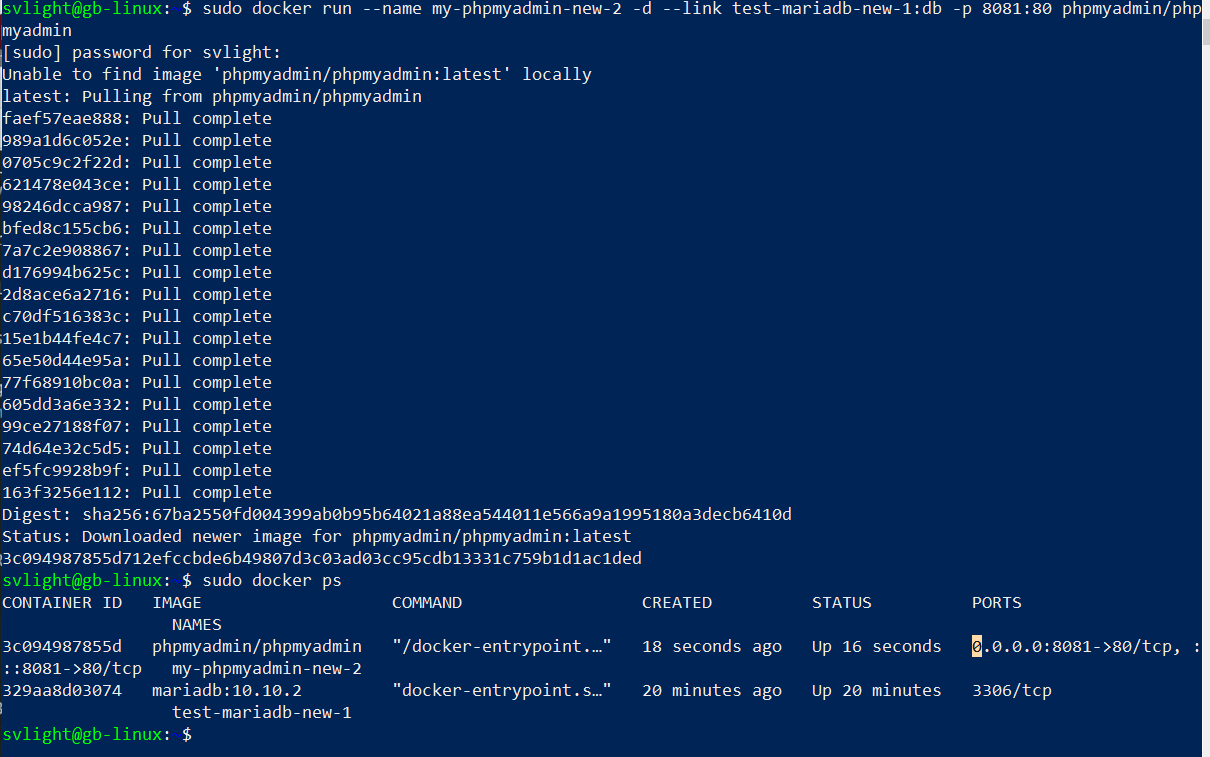 svlight@gb-linux:~$ sudo docker run --name my-phpmyadmin-new-2 -d --link test-mariadb-new-1:db -p 8081:80 phpmyadmin/php
myadmin
[sudo] password for svlight:
Unable to find image 'phpmyadmin/phpmyadmin:latest' locally
latest: Pulling from phpmyadmin/phpmyadmin
faef57eae888: Pull complete
989a1d6c052e: Pull complete
0705c9c2f22d: Pull complete
621478e043ce: Pull complete
98246dcca987: Pull complete
bfed8c155cb6: Pull complete
7a7c2e908867: Pull complete
d176994b625c: Pull complete
2d8ace6a2716: Pull complete
c70df516383c: Pull complete
15e1b44fe4c7: Pull complete
65e50d44e95a: Pull complete
77f68910bc0a: Pull complete
605dd3a6e332: Pull complete
99ce27188f07: Pull complete
74d64e32c5d5: Pull complete
ef5fc9928b9f: Pull complete
163f3256e112: Pull complete
Digest: sha256:67ba2550fd004399ab0b95b64021a88ea544011e566a9a1995180a3decb6410d
Status: Downloaded newer image for phpmyadmin/phpmyadmin:latest
3c094987855d712efccbde6b49807d3c03ad03cc95cdb13331c759b1d1ac1ded
svlight@gb-linux:~$ sudo docker ps
CONTAINER ID   IMAGE                   COMMAND                  CREATED          STATUS          PORTS
                 NAMES
3c094987855d   phpmyadmin/phpmyadmin   "/docker-entrypoint.…"   18 seconds ago   Up 16 seconds   0.0.0.0:8081->80/tcp, :
::8081->80/tcp   my-phpmyadmin-new-2
329aa8d03074   mariadb:10.10.2         "docker-entrypoint.s…"   20 minutes ago   Up 20 minutes   3306/tcp
                 test-mariadb-new-1
svlight@gb-linux:~$